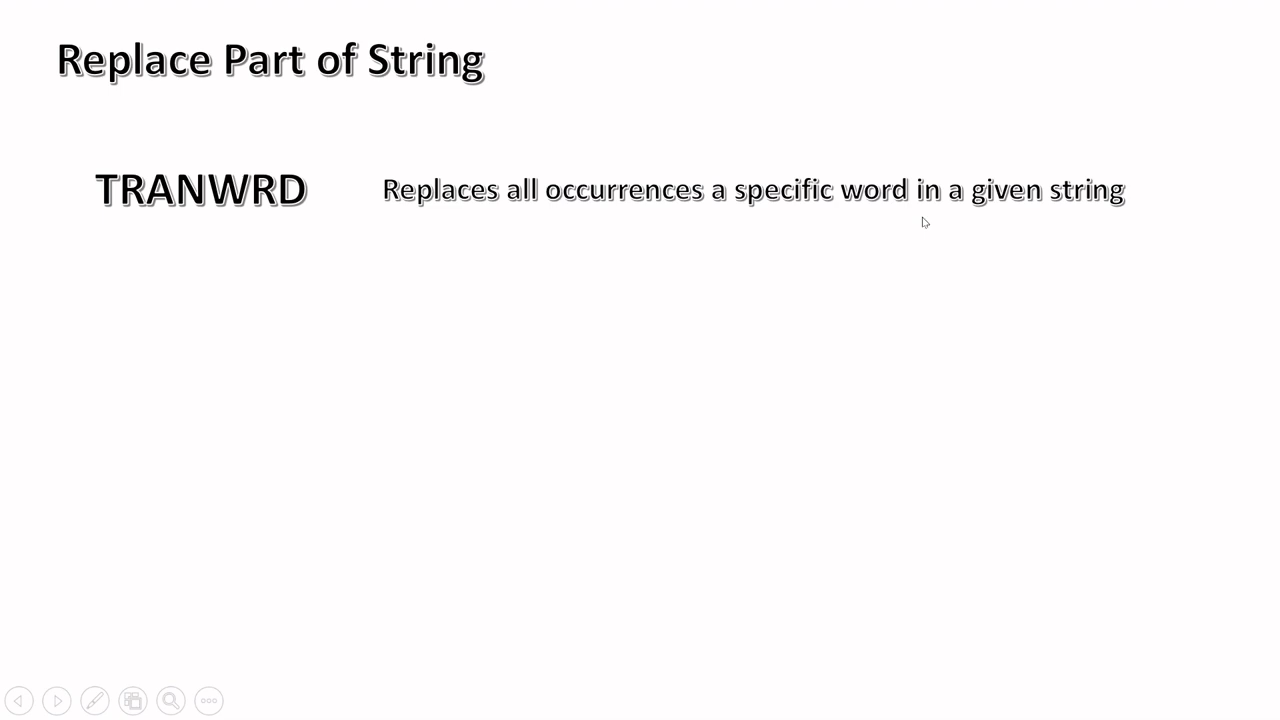 Replace Part of String
TRANWRD Replaces all occurrences a specific word in a given string